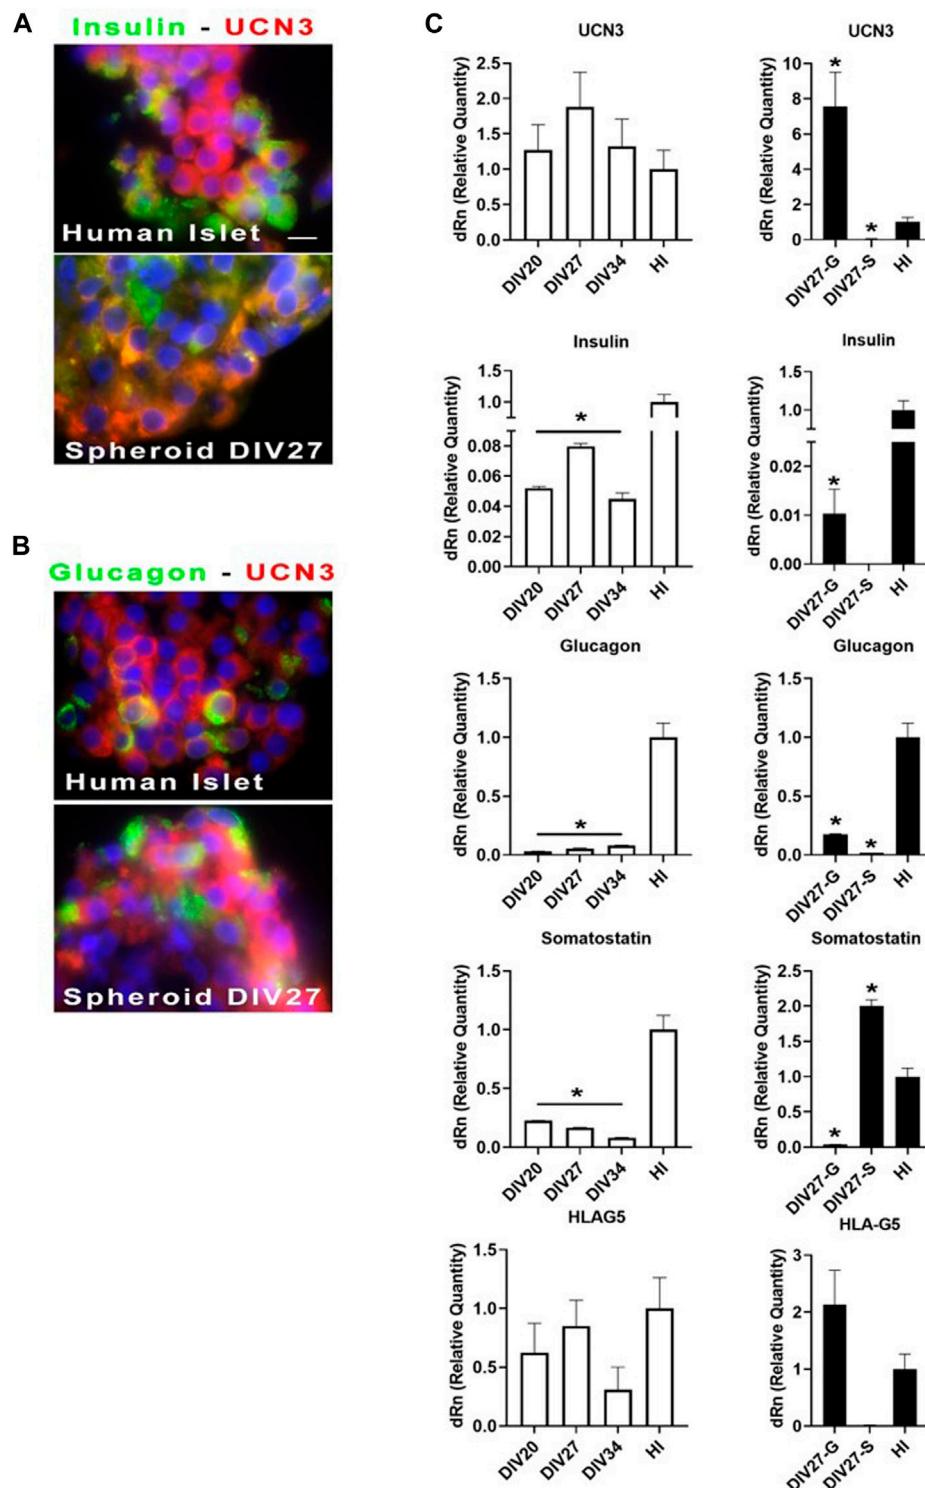 A
Insulin - UCN3
Human Islet
Spheroid DIV27
B
Glucagon - UCN3
Human Islet
Spheroid DIV27
C
UCN3
dRn (Relative Quantity)
2.5
2.0
1.5
1.0
0.5
0.0
DIV20
DIV27
DIV34
HI
UCN3
dRn (Relative Quantity)
10
8
6
4
2
0
*
*
DIV27-G
DIV27-S
HI
Insulin
dRn (Relative Quantity)
1.5
1.0
0.08
0.06
0.04
0.02
0.00
*
DIV20
DIV27
DIV34
HI
Insulin
dRn (Relative Quantity)
1.5
1.0
0.02
0.01
0.00
*
DIV27-G
DIV27-S
HI
Glucagon
dRn (Relative Quantity)
1.5
1.0
0.5
0.0
*
DIV20
DIV27
DIV34
HI
Glucagon
dRn (Relative Quantity)
1.5
1.0
0.5
0.0
*
*
DIV27-G
DIV27-S
HI
Somatostatin
dRn (Relative Quantity)
1.5
1.0
0.5
0.0
*
DIV20
DIV27
DIV34
HI
Somatostatin
dRn (Relative Quantity)
2.5
2.0
1.5
1.0
0.5
0.0
*
*
DIV27-G
DIV27-S
HI
HLAG5
dRn (Relative Quantity)
1.5
1.0
0.5
0.0
DIV20
DIV27
DIV34
HI
HLA-G5
dRn (Relative Quantity)
3
2
1
0
DIV27-G
DIV27-S
HI